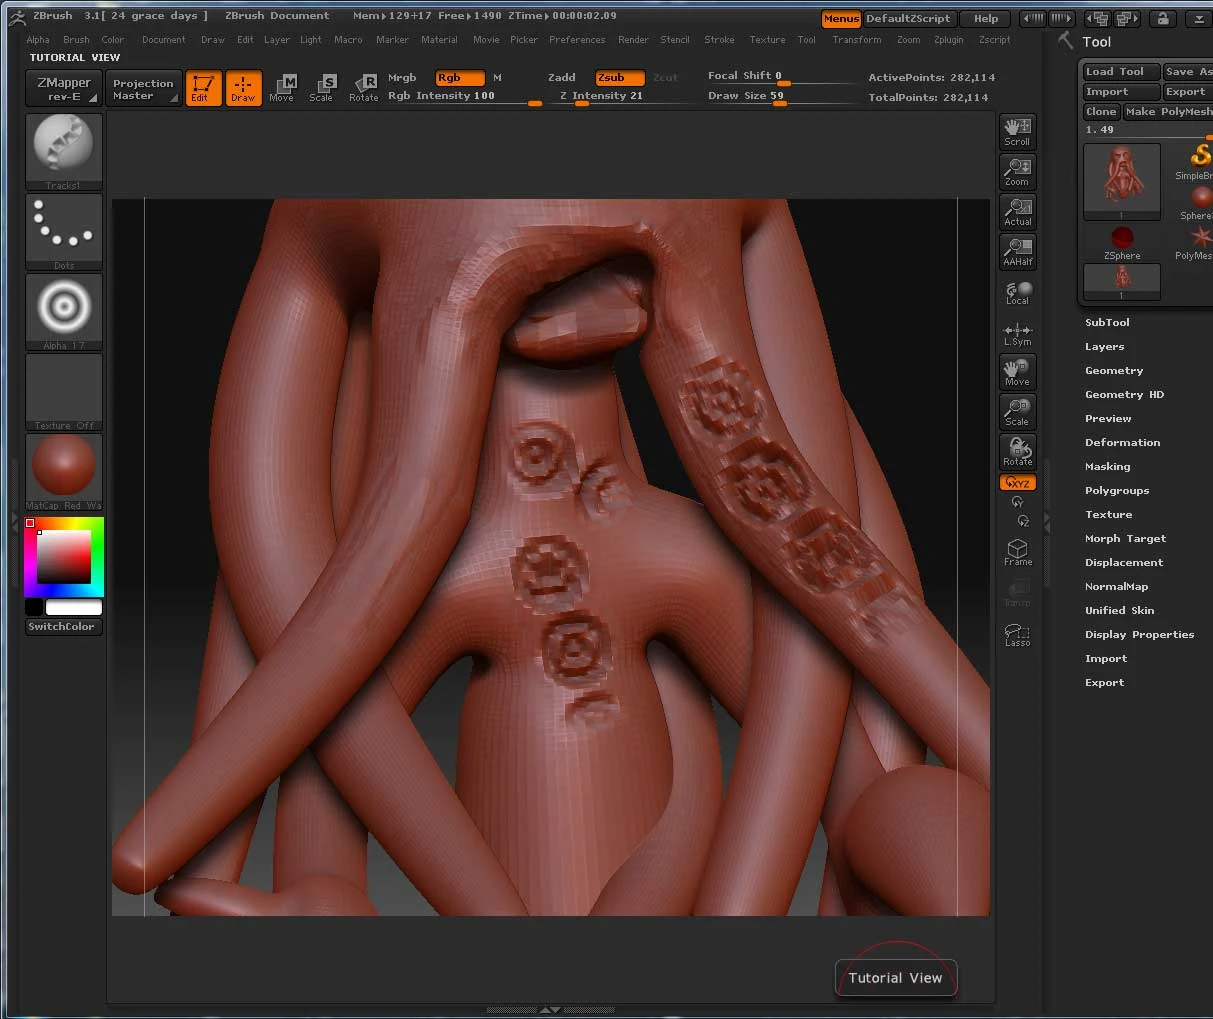 ZBrush 3.1[ 24 grace days ] ZBrush Document Mem▶129+17 Free▶1490 ZTime▶00:00:02.09 Menus DefaultZScript Help
Alpha Brush Color Document Draw Edit Layer Light Macro Marker Material Movie Picker Preferences Render Stencil Stroke Texture Tool Transform Zoom Zplugin Zscript
Tool
TUTORIAL VIEW
Load Tool Save As
Import Export
Clone Make PolyMesh
1.49
ZMapper
rev-E
Projection
Master
Edit
Draw
Move
Scale
Rotate
Mrgb Rgb M
Rgb Intensity 100
Zadd Zsub Zcut
Z Intensity 21
Focal Shift 0
Draw Size 59
ActivePoints: 282,114
TotalPoints: 282,114
Tracks1
Dots
Alpha 17
Texture Off
MatCap Red Wa
SwitchColor
Scroll
Zoom
Actual
AAHalf
Local
L.Sym
Move
Scale
Rotate
XYZ
Y
Z
Frame
Transp
Lasso
1
SimpleBr
Sphere
ZSphere
PolyMes
1
SubTool
Layers
Geometry
Geometry HD
Preview
Deformation
Masking
Polygroups
Texture
Morph Target
Displacement
NormalMap
Unified Skin
Display Properties
Import
Export
Tutorial View